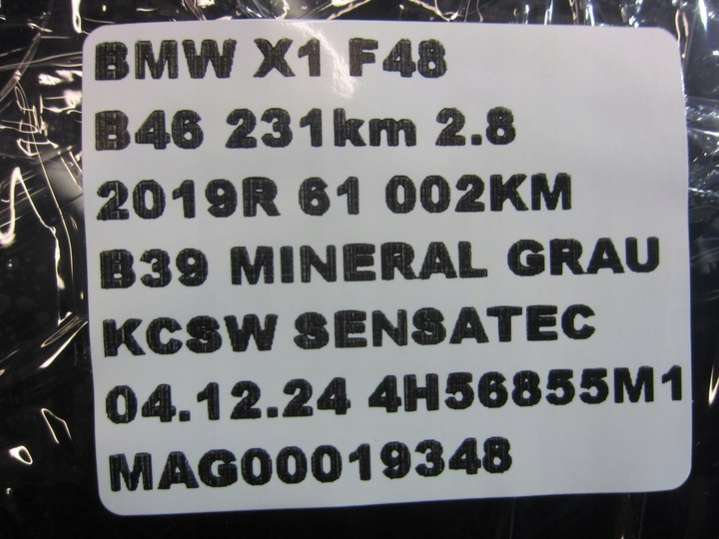 BMW X1 F48
B46 231km 2.8
2019R 61 002KM
B39 MINERAL GRAU
KCSW SENSATEC
04.12.24 4H56855M1
MAG00019348